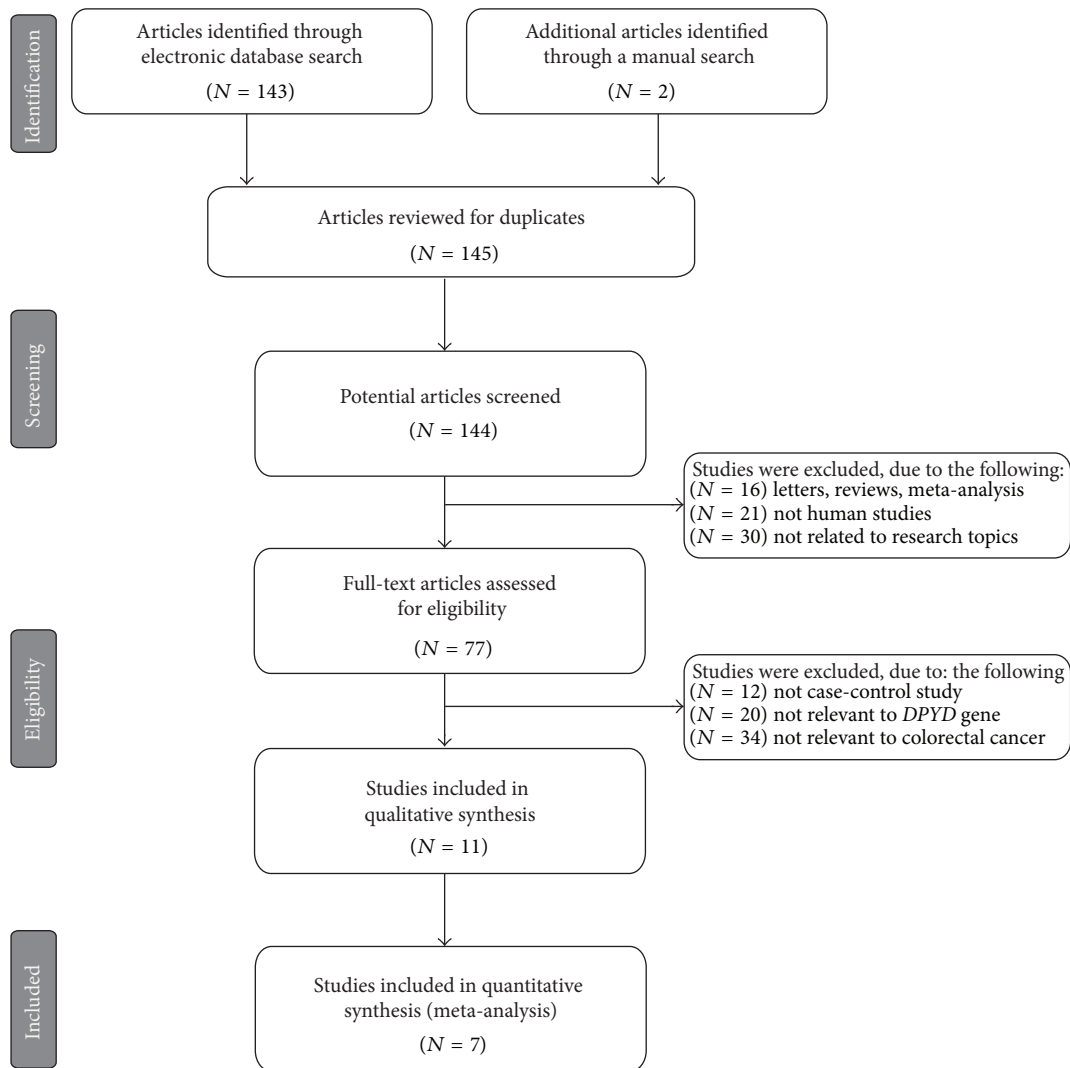 Identification
Articles identified through
electronic database search
(N = 143)
Additional articles identified
through a manual search
(N = 2)
Articles reviewed for duplicates
(N = 145)
Screening
Potential articles screened
(N = 144)
Studies were excluded, due to the following:
(N = 16) letters, reviews, meta-analysis
(N = 21) not human studies
(N = 30) not related to research topics
Eligibility
Full-text articles assessed
for eligibility
(N = 77)
Studies were excluded, due to: the following
(N = 12) not case-control study
(N = 20) not relevant to DPYD gene
(N = 34) not relevant to colorectal cancer
Studies included in
qualitative synthesis
(N = 11)
Included
Studies included in quantitative
synthesis (meta-analysis)
(N = 7)